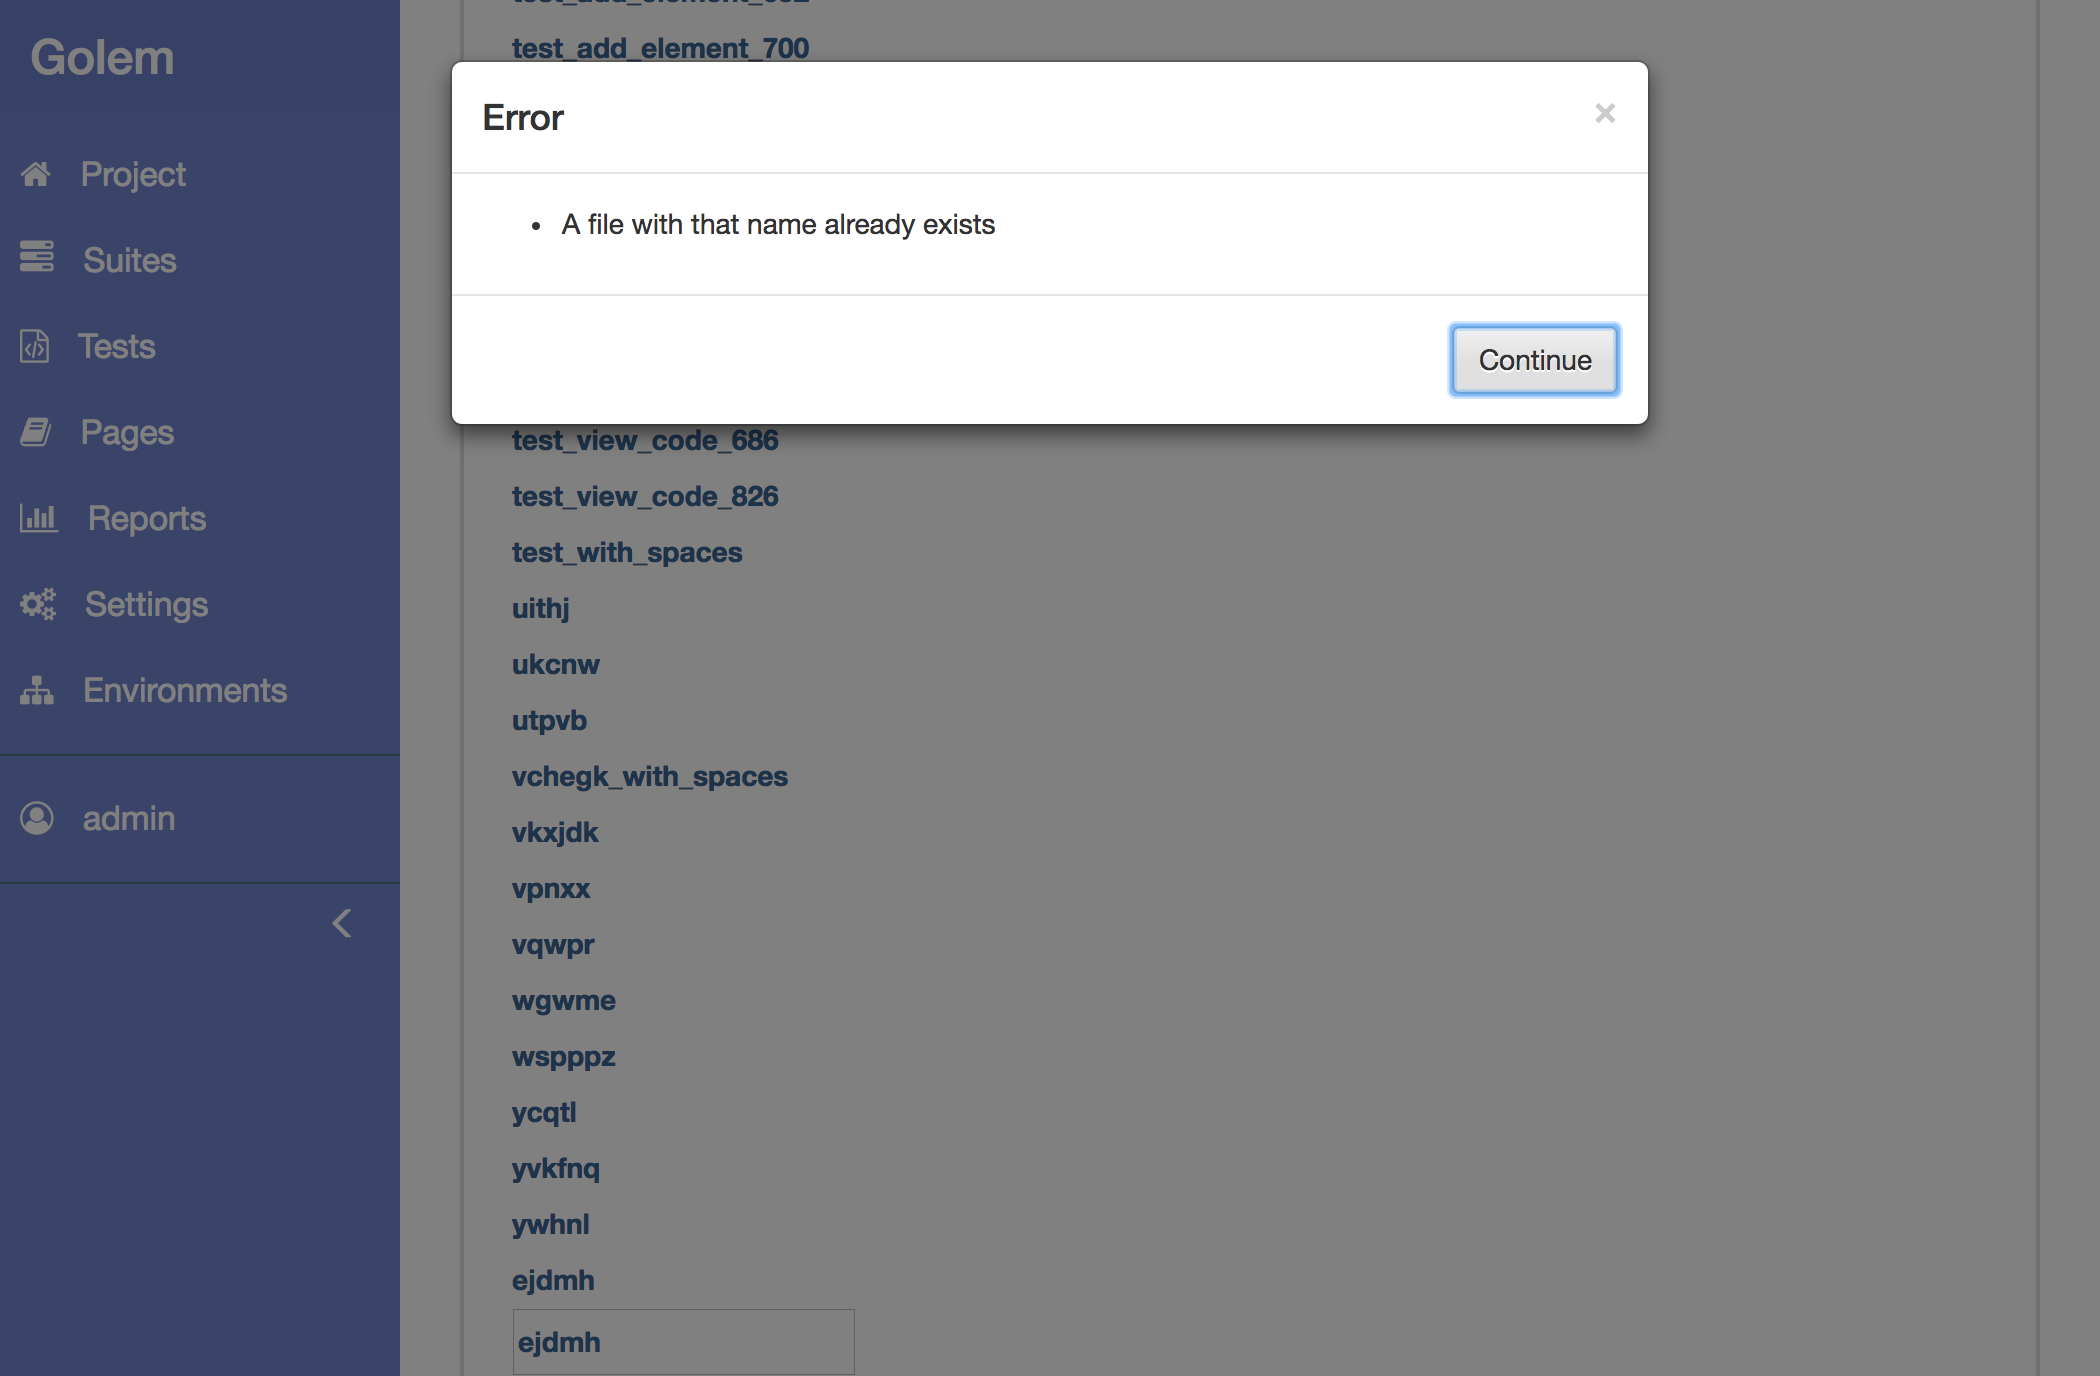 Golem
Project
Suites
Tests
Pages
Reports
Settings
Environments
admin
test_add_element_700
Error
×
A file with that name already exists
Continue
test_view_code_686
test_view_code_826
test_with_spaces
uithj
ukcnw
utpvb
vchegk_with_spaces
vkxjdk
vpnxx
vqwpr
wgwme
wspppz
ycqtl
yvkfnq
ywhnl
ejdmh
ejdmh